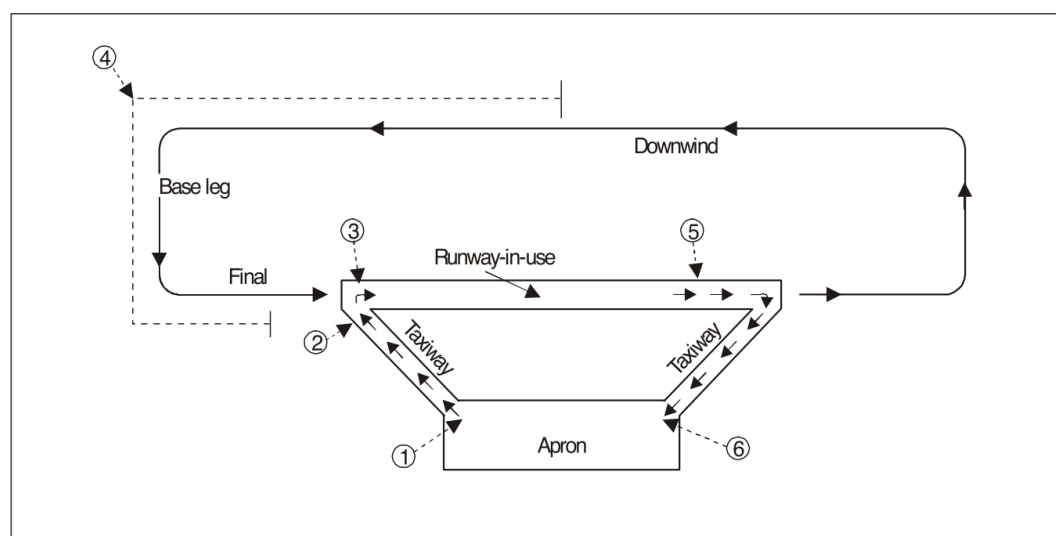 ④
Downwind
Base leg
③
⑤
Runway-in-use
Final
②
Taxiway
Taxiway
①
Apron
⑥